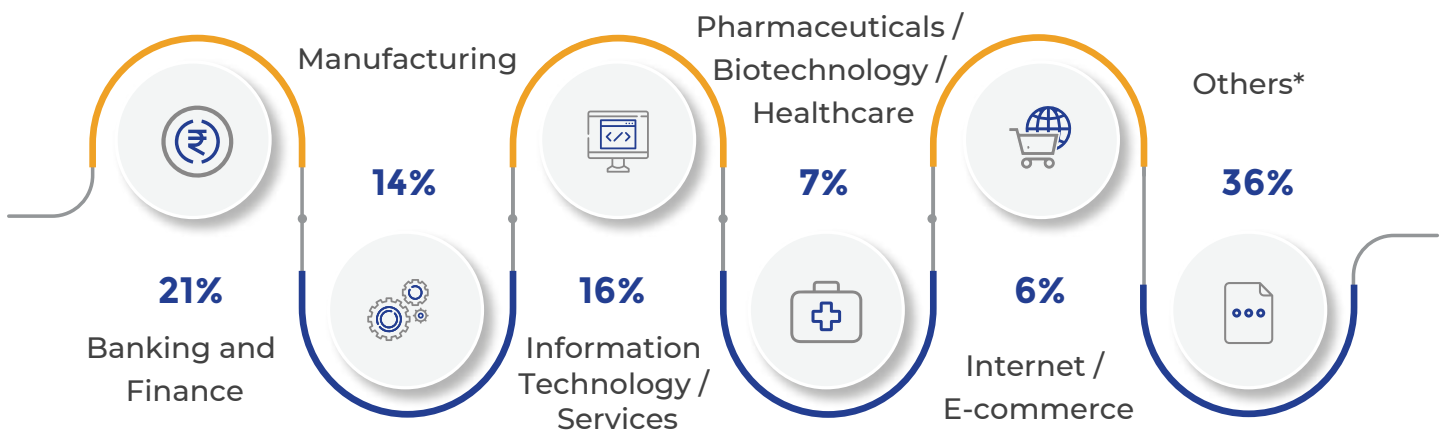 ₹
21%
Banking and
Finance
Manufacturing
14%
</>
16%
Information
Technology /
Services
Pharmaceuticals /
Biotechnology /
Healthcare
7%
6%
Internet /
E-commerce
Others*
36%